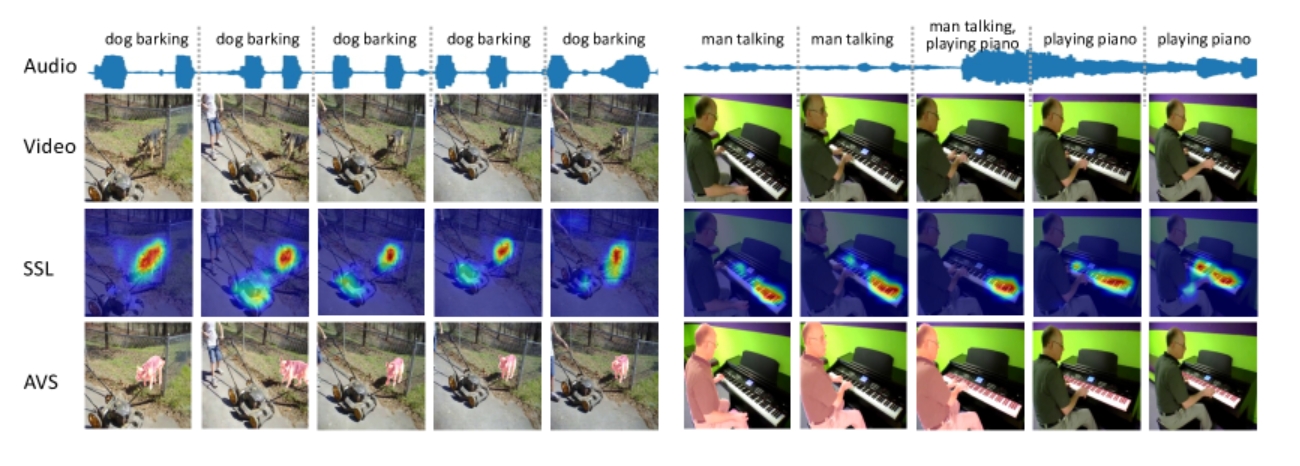 dog barking dog barking dog barking dog barking dog barking man talking man talking man talking, playing piano playing piano playing piano
Audio
Video
SSL
AVS